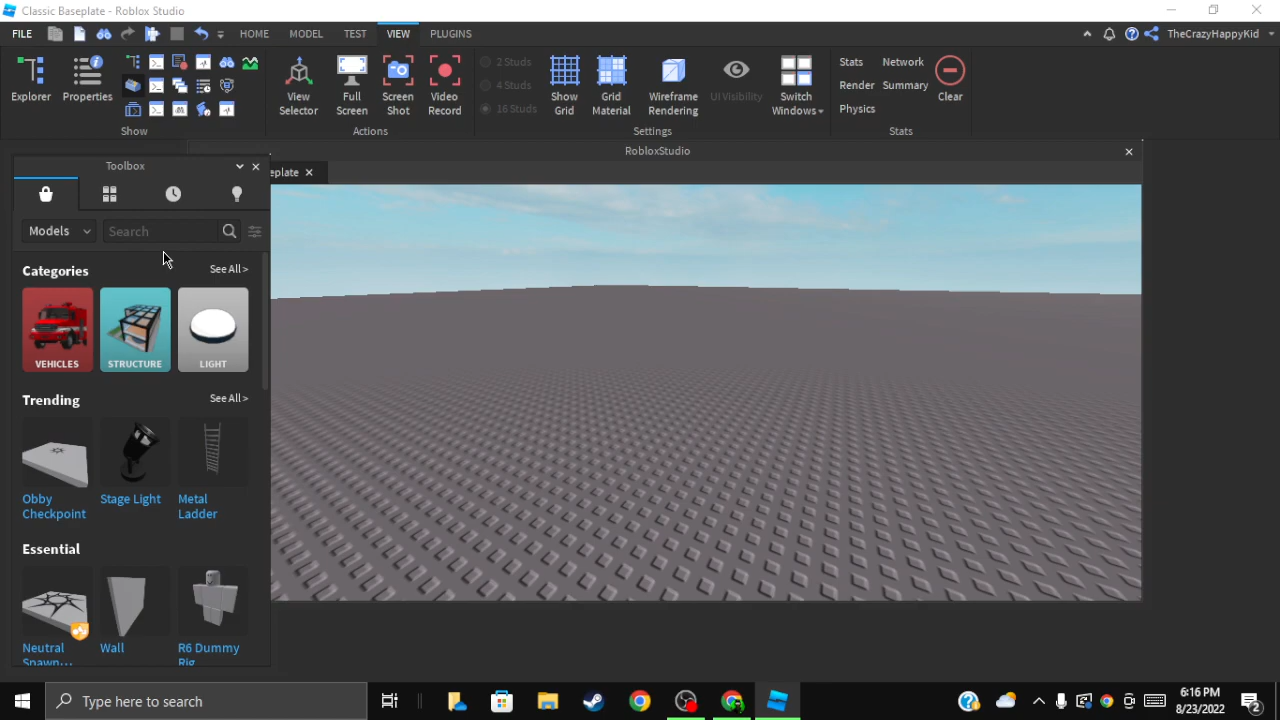 Classic Baseplate - Roblox Studio
FILE HOME MODEL TEST VIEW PLUGINS TheCrazyHappyKid
Explorer Properties
Show
View Selector
Full Screen
Screen Shot
Video Record
Actions
2 Studs
4 Studs
16 Studs
Show Grid
Grid Material
Wireframe Rendering
UI Visibility
Switch Windows
Settings
Stats Network
Render Summary
Physics
Clear
Stats
Toolbox
RobloxStudio
eplate
Models Search
Categories See All >
VEHICLES STRUCTURE LIGHT
Trending See All >
Obby Checkpoint
Stage Light
Metal Ladder
Essential
Neutral Spawn...
Wall
R6 Dummy Rig
Type here to search
6:16 PM
8/23/2022
2